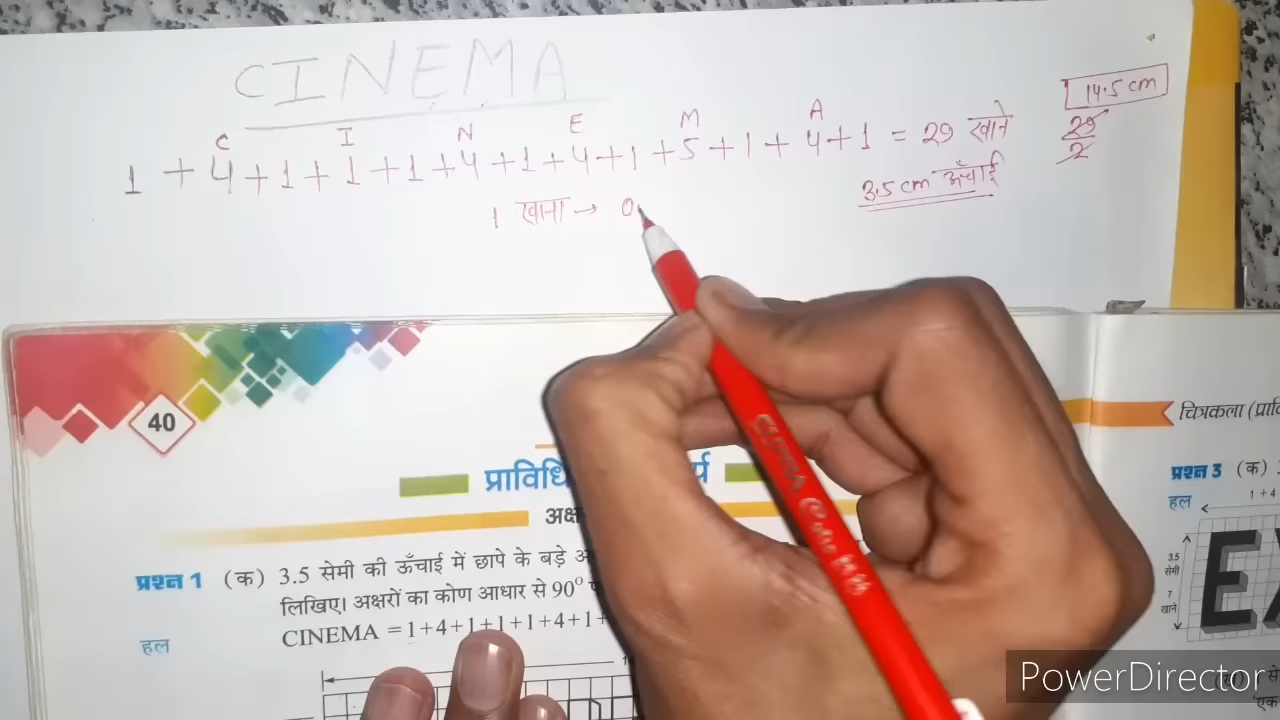 CINEMA
C I N E M A
1 + 4 + 1 + 1 + 1 + 4 + 1 + 4 + 1 + 5 + 1 + 4 + 1 = 29 खाने
29/2
14.5 cm
3.5 cm ऊँचाई
1 खाना → 0.
40
प्राविधि
अक्ष
प्रश्न 1 (क) 3.5 सेमी की ऊँचाई में छापे के बड़े अ
लिखिए। अक्षरों का कोण आधार से 90° प
हल CINEMA = 1+4+1+1+1+4+1+
चित्रकला (प्रावि
प्रश्न 3 (क)
हल
1 + 4
3.5
सेमी
7
खाने
EX
PowerDirector